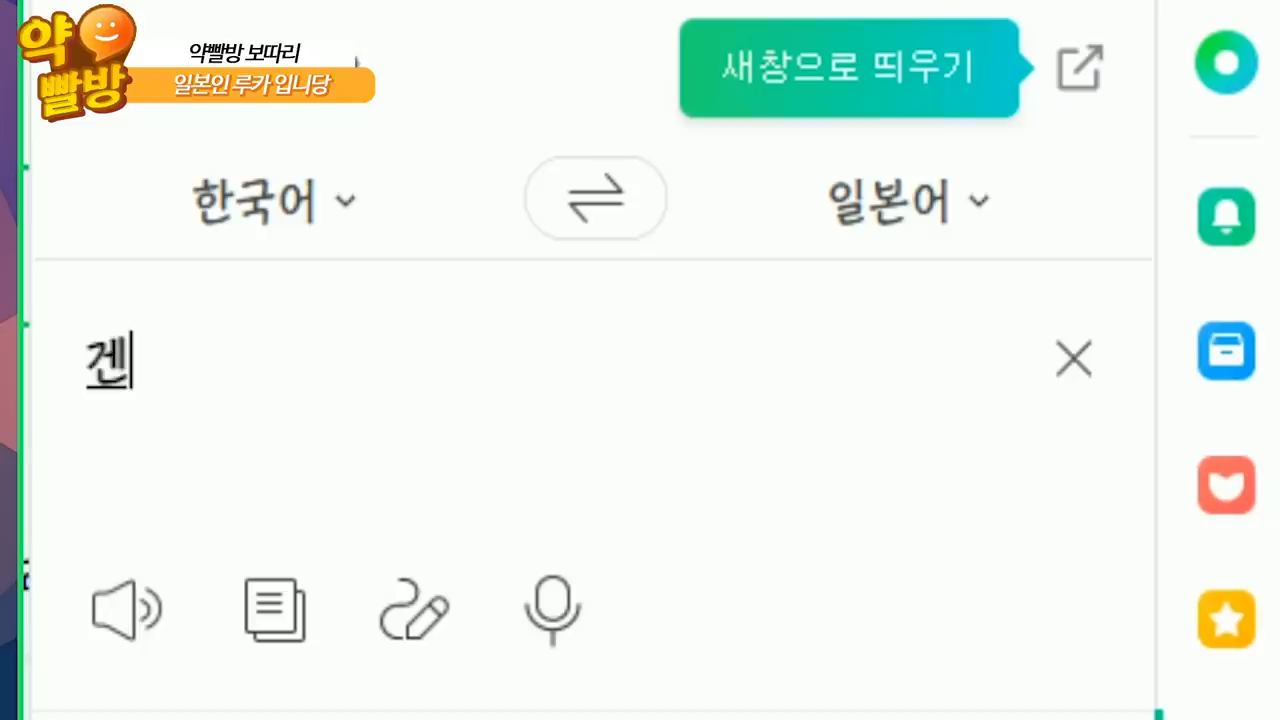 약빨방
약빨방 보따리
일본인 루카 입니당
새창으로 띄우기
한국어
일본어
겐